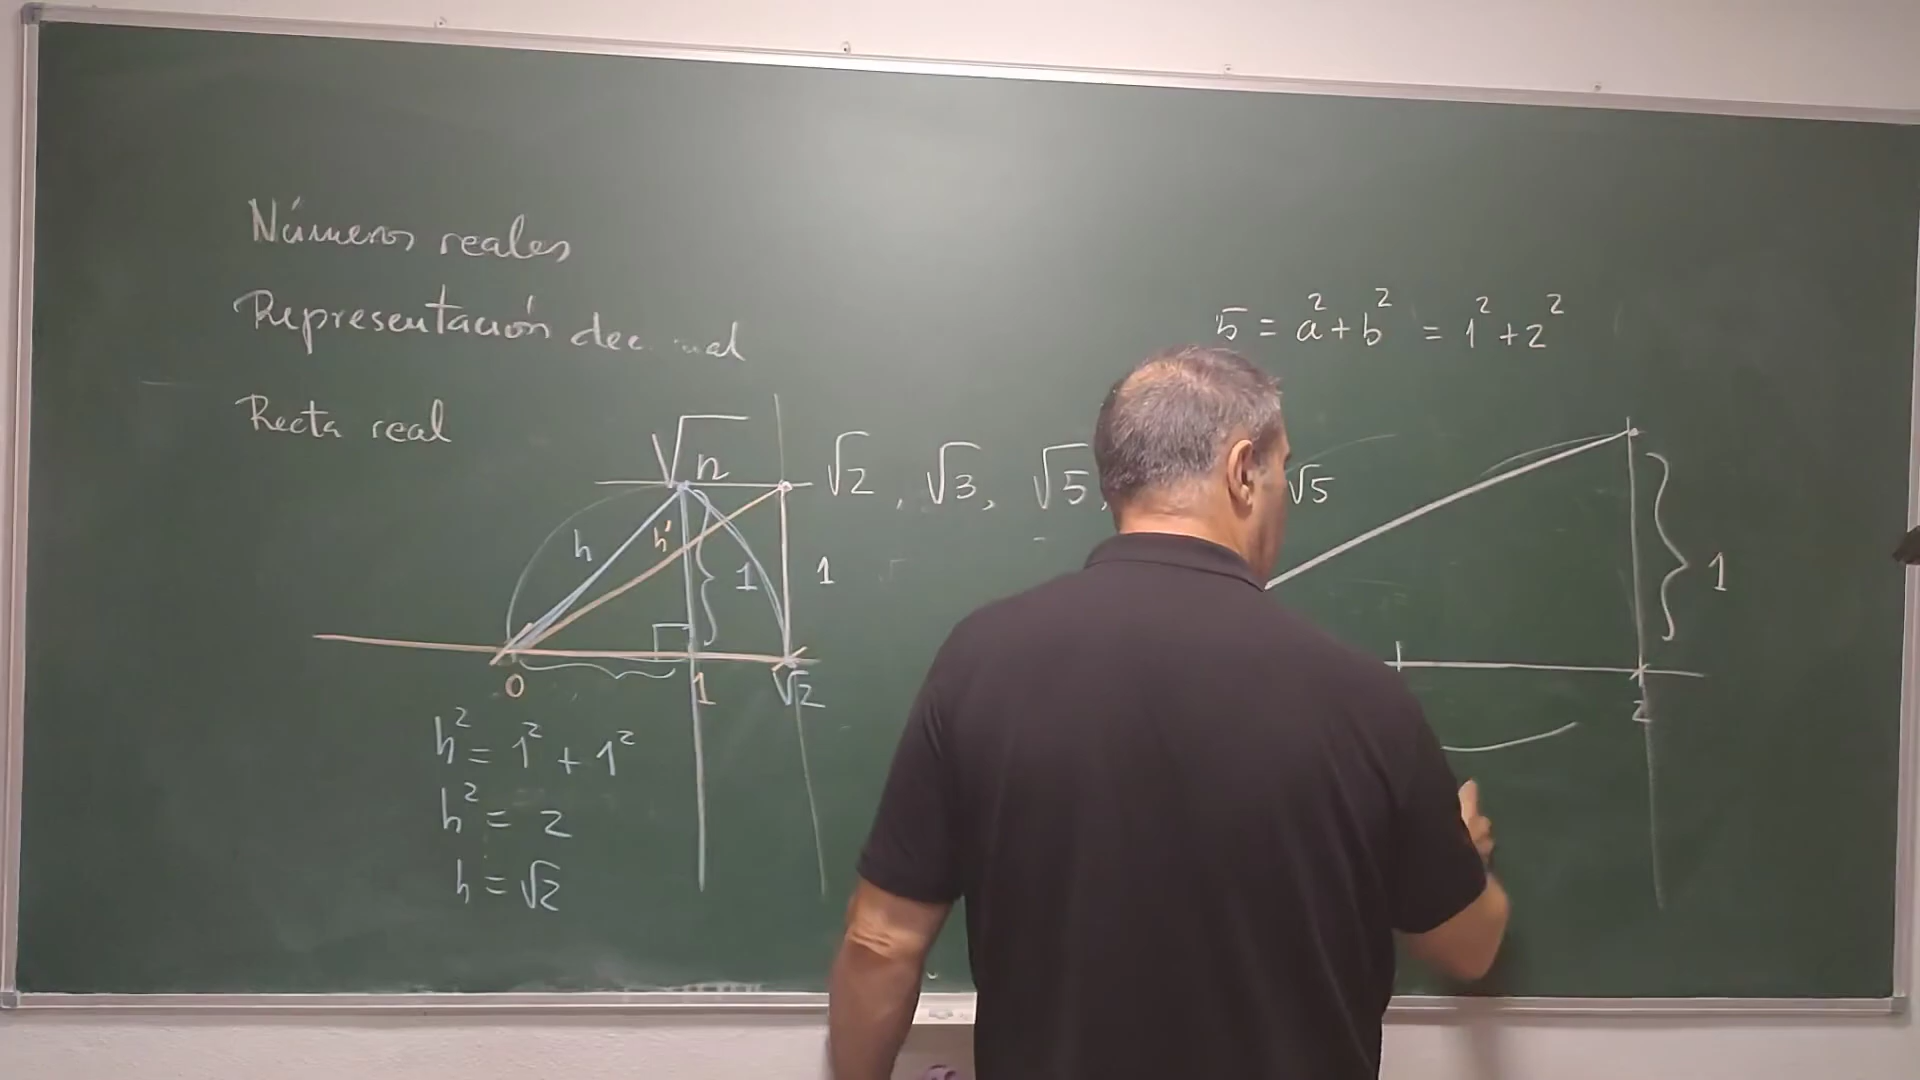 Números reales
Representación dec mal
Recta real
√n
√2, √3, √5,
h
h'
1
1
0
1
√2
h² = 1² + 1²
h² = 2
h = √2
5 = a² + b² = 1² + 2²
√5
1
2